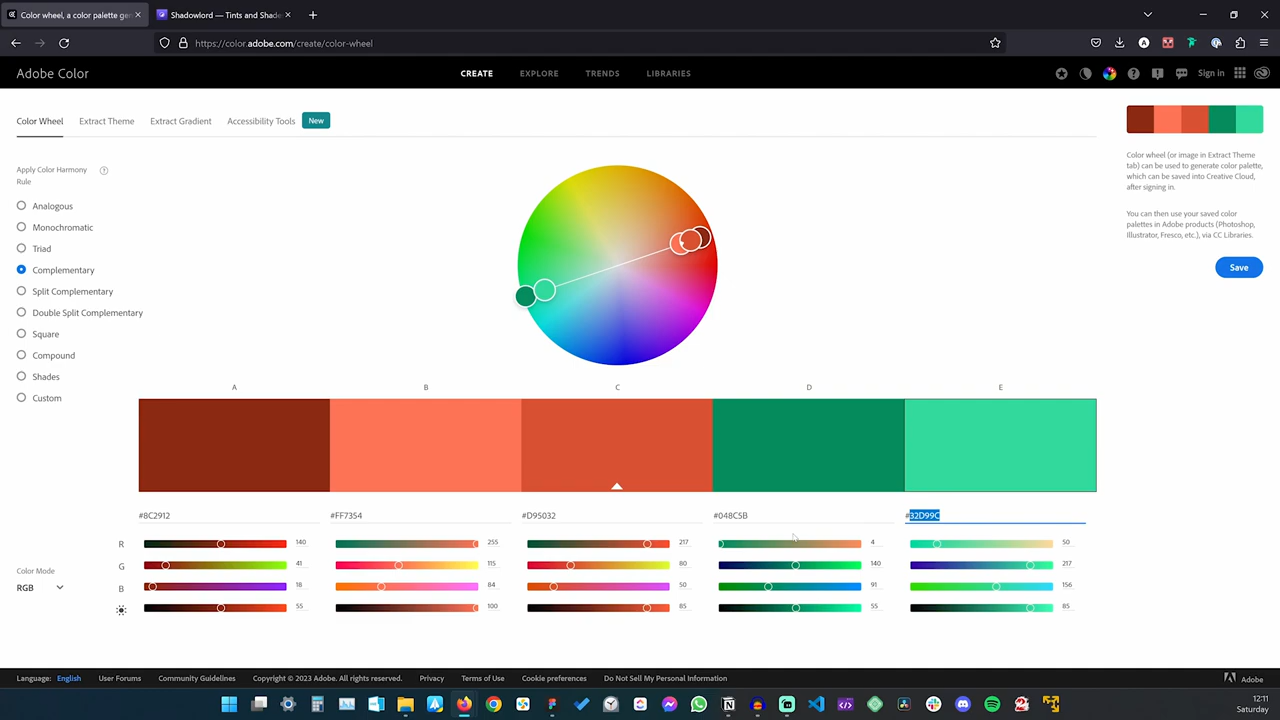 Color wheel, a color palette gen
Shadowlord — Tints and Shade
https://color.adobe.com/create/color-wheel
Adobe Color
CREATE
EXPLORE
TRENDS
LIBRARIES
Sign in
Color Wheel
Extract Theme
Extract Gradient
Accessibility Tools
New
Apply Color Harmony
Rule
Analogous
Monochromatic
Triad
Complementary
Split Complementary
Double Split Complementary
Square
Compound
Shades
Custom
Color wheel (or image in Extract Theme
tab) can be used to generate color palette,
which can be saved into Creative Cloud,
after signing in.
You can then use your saved color
palettes in Adobe products (Photoshop,
Illustrator, Fresco, etc.), via CC Libraries.
Save
A B C D E
#8C2912 #FF7354 #D95032 #048C5B #32D99C
R 140 255 217 4 50
G 41 115 80 140 217
B 18 84 50 91 156
55 100 85 55 85
Color Mode
RGB
Language: English User Forums Community Guidelines Copyright © 2023 Adobe. All rights reserved. Privacy Terms of Use Cookie preferences Do Not Sell My Personal Information Adobe
12:11
Saturday